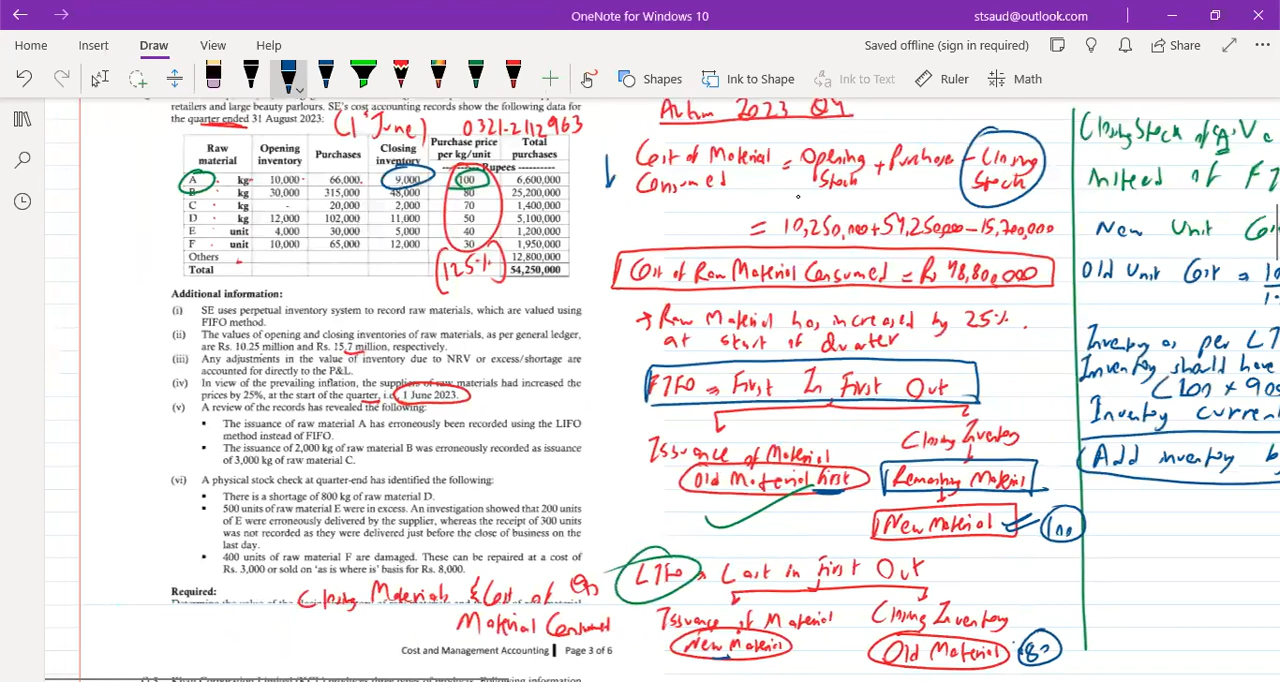 OneNote for Windows 10
stsaud@outlook.com
Home Insert Draw View Help
Saved offline (sign in required)
Share
Shapes
Ink to Shape
Ink to Text
Ruler
Math
retailers and large beauty parlours. SE's cost accounting records show the following data for
the quarter ended 31 August 2023:
(1st June) 0321-2112963
Raw material Opening inventory Purchases Closing inventory Purchase price per kg/unit Total purchases
---------- Rupees ----------
A kg 10,000 66,000 9,000 100 6,600,000
B kg 30,000 315,000 48,000 80 25,200,000
C kg - 20,000 2,000 70 1,400,000
D kg 12,000 102,000 11,000 50 5,100,000
E unit 4,000 30,000 5,000 40 1,200,000
F unit 10,000 65,000 12,000 30 1,950,000
Others 12,800,000
Total 54,250,000
(125%)
Additional information:
(i) SE uses perpetual inventory system to record raw materials, which are valued using
FIFO method.
(ii) The values of opening and closing inventories of raw materials, as per general ledger,
are Rs. 10.25 million and Rs. 15.7 million, respectively.
(iii) Any adjustments in the value of inventory due to NRV or excess/shortage are
accounted for directly to the P&L.
(iv) In view of the prevailing inflation, the suppliers of raw materials had increased the
prices by 25%, at the start of the quarter, i.e. 1 June 2023.
(v) A review of the records has revealed the following:
▪ The issuance of raw material A has erroneously been recorded using the LIFO
method instead of FIFO.
▪ The issuance of 2,000 kg of raw material B was erroneously recorded as issuance
of 3,000 kg of raw material C.
(vi) A physical stock check at quarter-end has identified the following:
▪ There is a shortage of 800 kg of raw material D.
▪ 500 units of raw material E were in excess. An investigation showed that 200 units
of E were erroneously delivered by the supplier, whereas the receipt of 300 units
was not recorded as they were delivered just before the close of business on the
last day.
▪ 400 units of raw material F are damaged. These can be repaired at a cost of
Rs. 3,000 or sold on 'as is where is' basis for Rs. 8,000.
Required:
Closing Materials & Cost of
Material Consumed
Cost and Management Accounting | Page 3 of 6
Autum 2023 Q4
Cost of Material Consumed = Opening Stock + Purchase - Closing Stock
= 10,250,000+54,250,000-15,700,000
Cost of Raw Material Consumed = Rs 48,800,000
→ Raw Material has increased by 25%.
at start of Quarter
FIFO = First In First Out
Issuance of Material
Old Material first
Closing Inventory
Remaining Material
New Material
100
LIFO = Last in First Out
Issuance of Material
New Material
Closing Inventory
Old Material
80
Closing Stock of A
instead of
New Unit
Old Unit Cost =
Inventory as per
Inventory should have
Inventory current
Add inventory